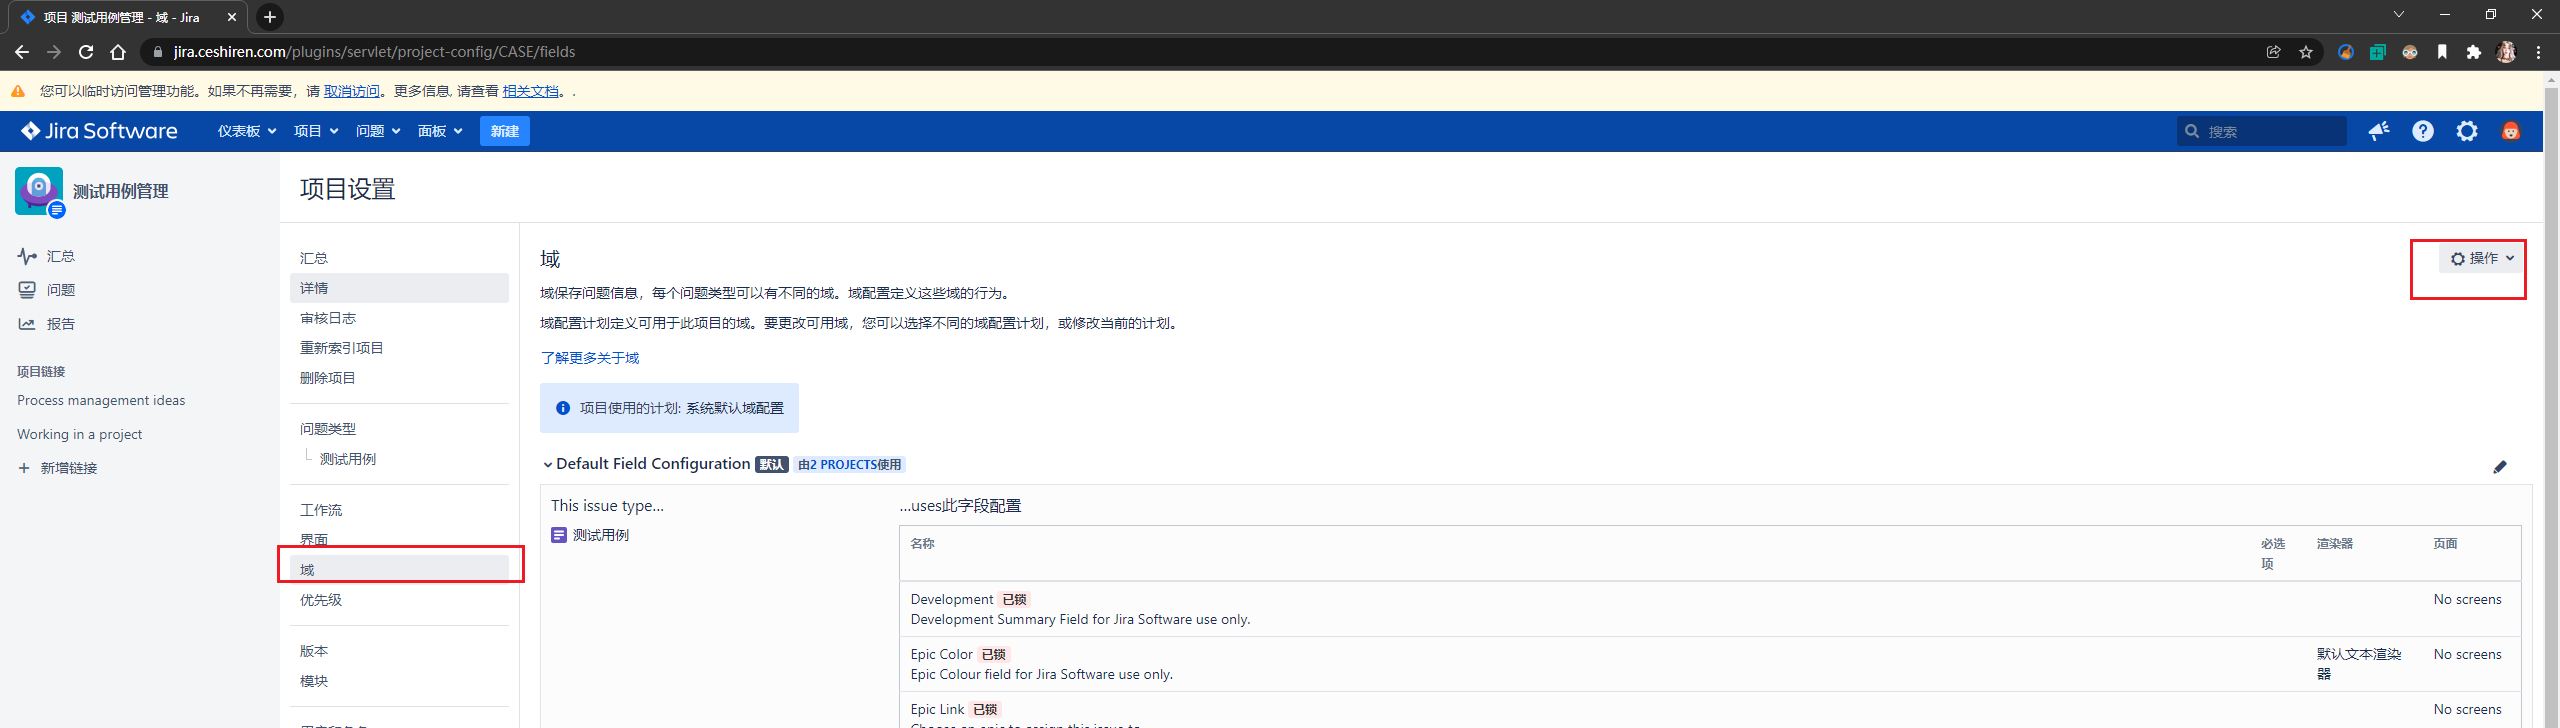 项目 测试用例管理 - 域 - Jira
jira.ceshiren.com/plugins/servlet/project-config/CASE/fields
您可以临时访问管理功能。如果不再需要，请 取消访问。更多信息, 请查看 相关文档。.
Jira Software 仪表板 项目 问题 面板 新建 搜索
测试用例管理
汇总
问题
报告
项目链接
Process management ideas
Working in a project
+ 新增链接
项目设置
汇总
详情
审核日志
重新索引项目
删除项目
问题类型
测试用例
工作流
界面
域
优先级
版本
模块
域
操作
域保存问题信息，每个问题类型可以有不同的域。域配置定义这些域的行为。
域配置计划定义可用于此项目的域。要更改可用域，您可以选择不同的域配置计划，或修改当前的计划。
了解更多关于域
项目使用的计划: 系统默认域配置
Default Field Configuration 默认 由2 PROJECTS使用
This issue type... ...uses此字段配置
测试用例
名称 必选项 渲染器 页面
Development 已锁 No screens
Development Summary Field for Jira Software use only.
Epic Color 已锁 默认文本渲染器 No screens
Epic Colour field for Jira Software use only.
Epic Link 已锁 No screens